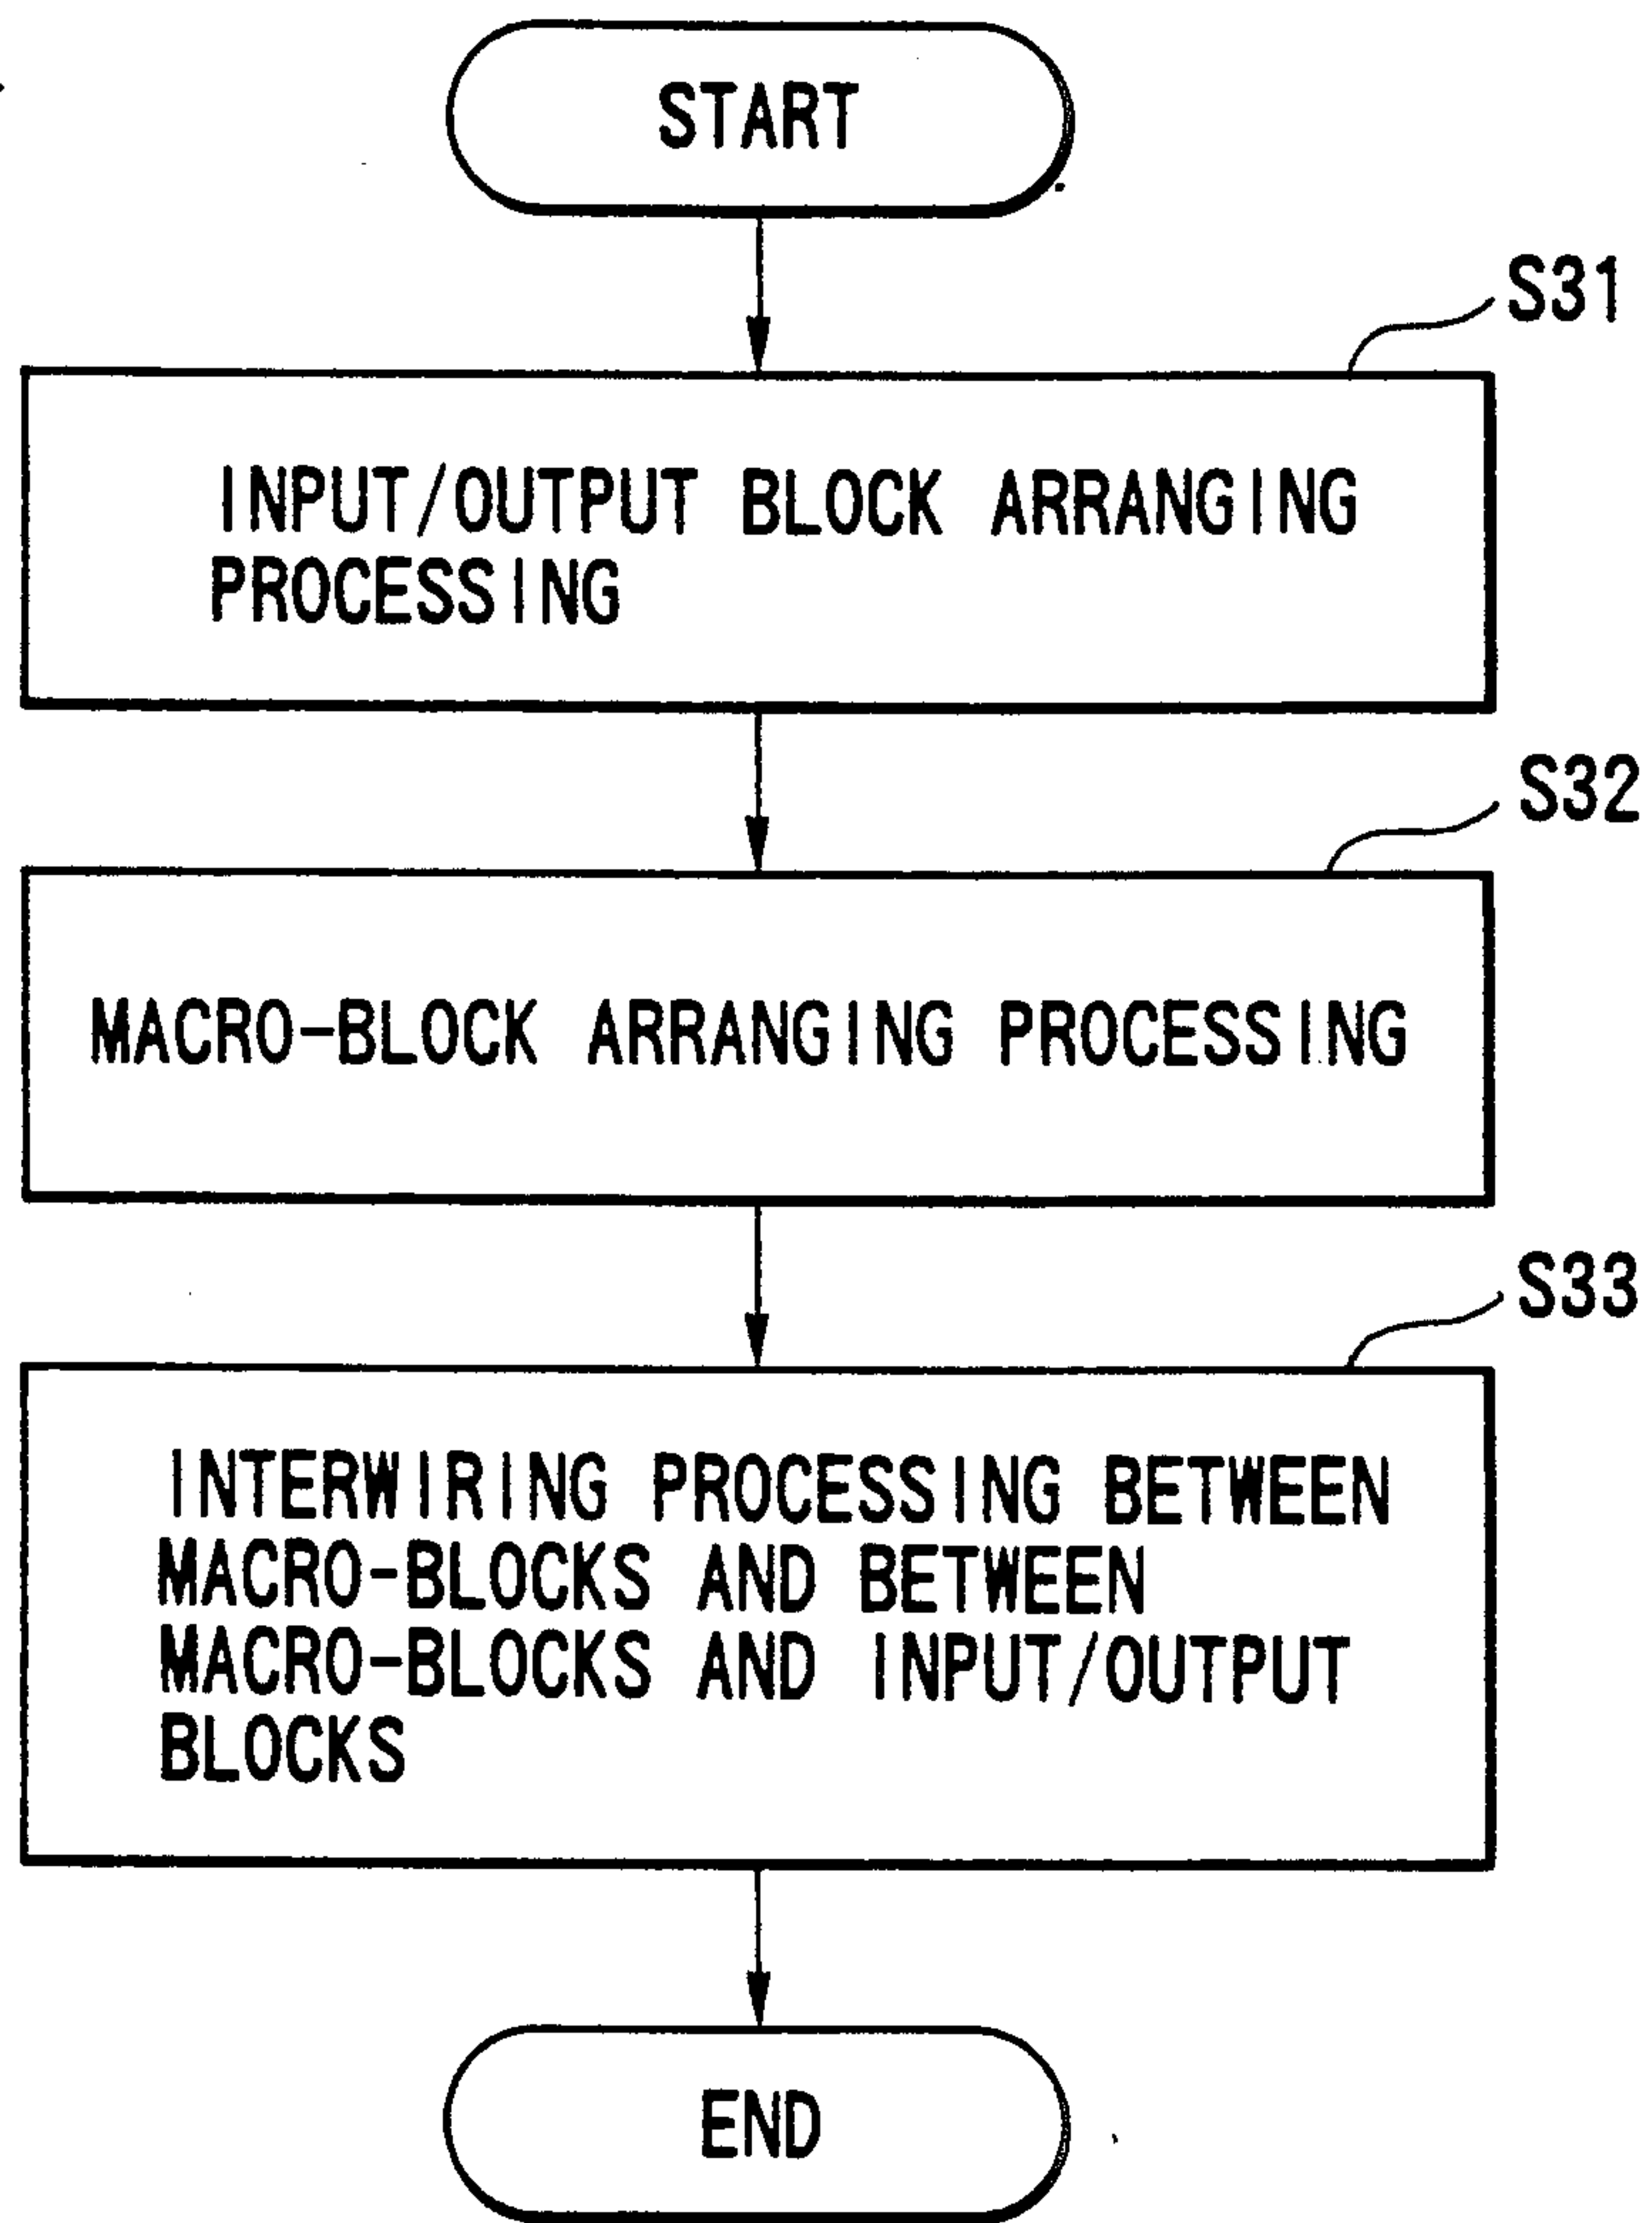 START
S31
INPUT/OUTPUT BLOCK ARRANGING
PROCESSING
S32
MACRO-BLOCK ARRANGING PROCESSING
S33
INTERWIRING PROCESSING BETWEEN
MACRO-BLOCKS AND BETWEEN
MACRO-BLOCKS AND INPUT/OUTPUT
BLOCKS
END